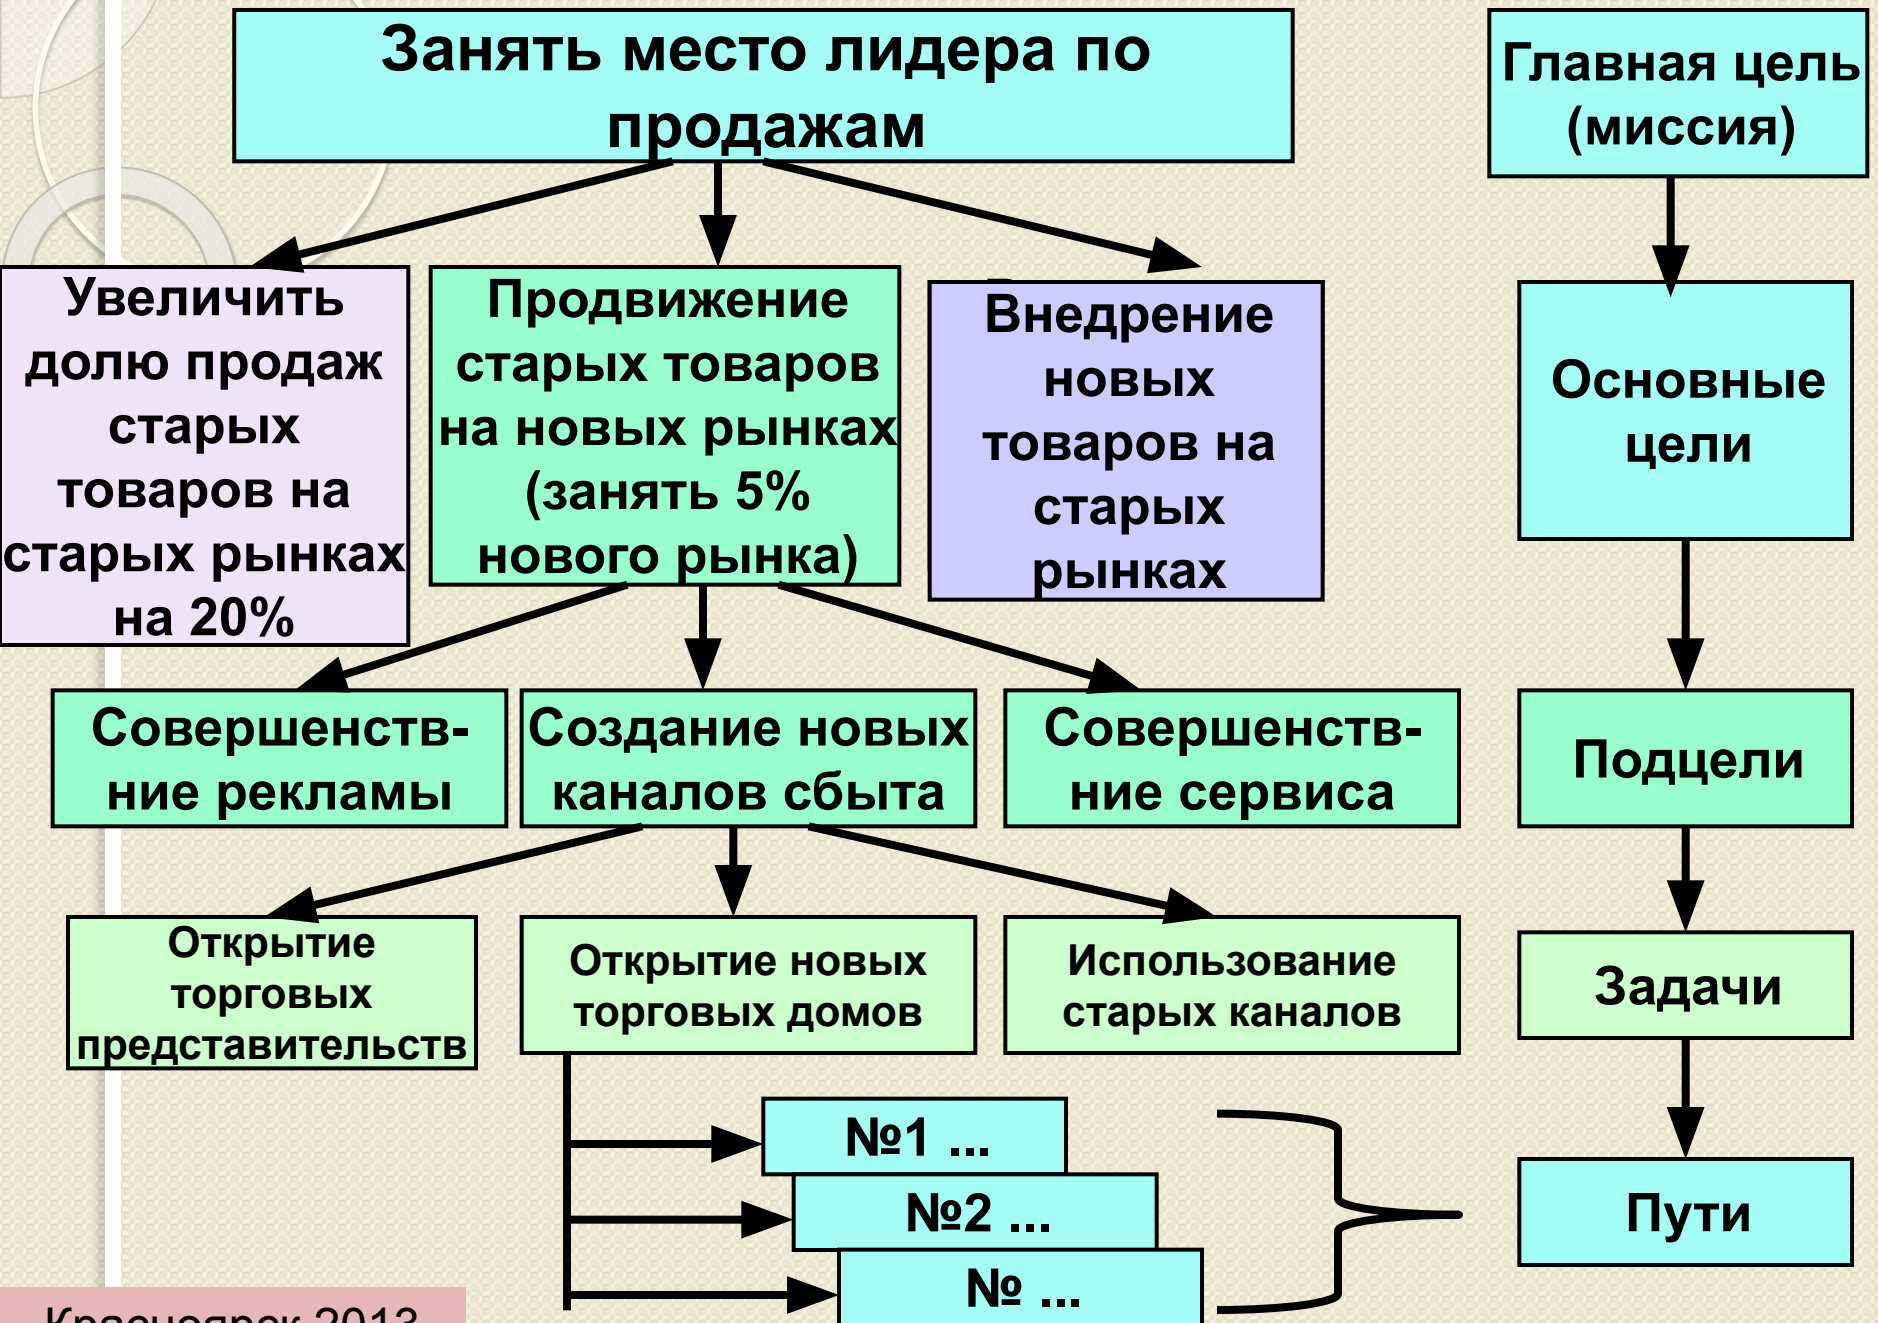 Занять место лидера по
продажам
Главная цель
(миссия)
Увеличить
долю продаж
старых
товаров на
старых рынках
на 20%
Продвижение
старых товаров
на новых рынках
(занять 5%
нового рынка)
Внедрение
новых
товаров на
старых
рынках
Основные
цели
Совершенств-
ние рекламы
Создание новых
каналов сбыта
Совершенств-
ние сервиса
Подцели
Открытие
торговых
представительств
Открытие новых
торговых домов
Использование
старых каналов
Задачи
№1 ...
№2 ...
№ ...
Пути
Красноярск 2013